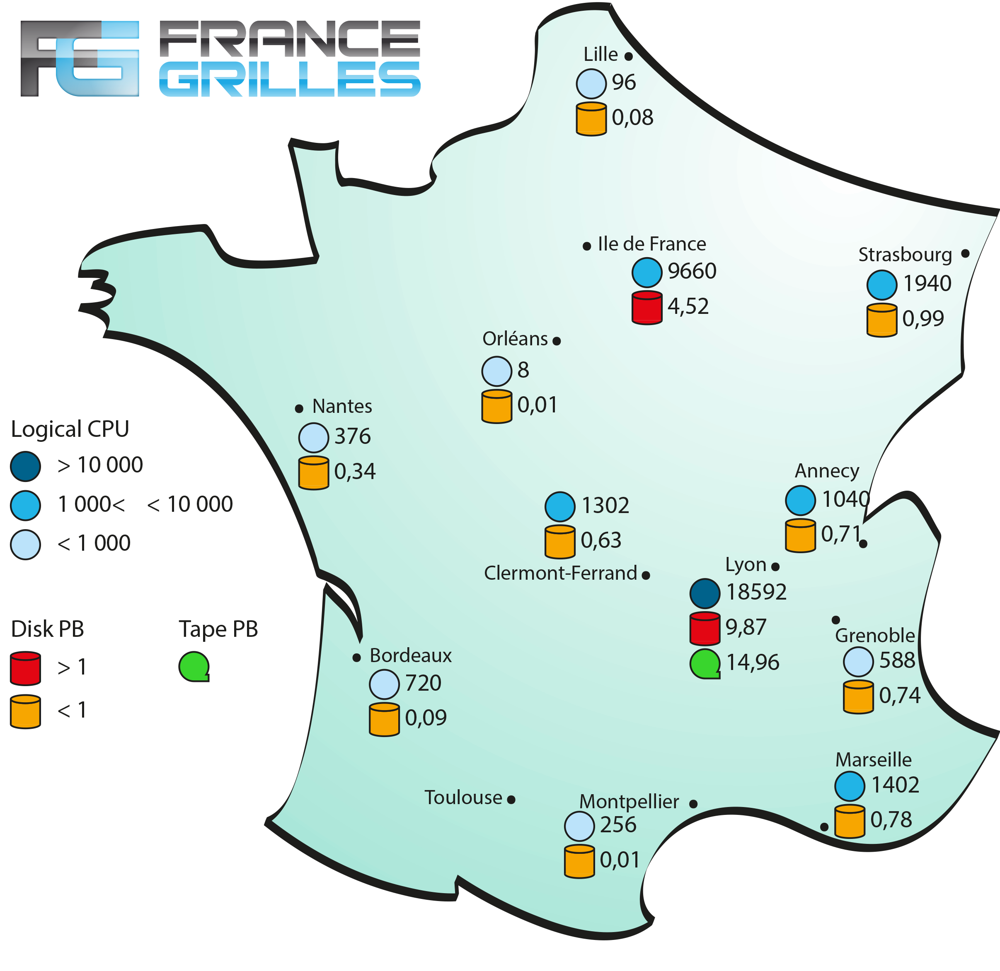 FG
FRANCE
GRILLES
Lille
96
0,08
Ile de France
9660
4,52
Strasbourg
1940
0,99
Orléans
8
0,01
Nantes
376
0,34
Logical CPU
> 10 000
1 000< < 10 000
< 1 000
Annecy
1040
0,71
1302
0,63
Clermont-Ferrand
Lyon
18592
9,87
14,96
Disk PB
> 1
< 1
Tape PB
Grenoble
588
0,74
Bordeaux
720
0,09
Marseille
1402
0,78
Toulouse
Montpellier
256
0,01